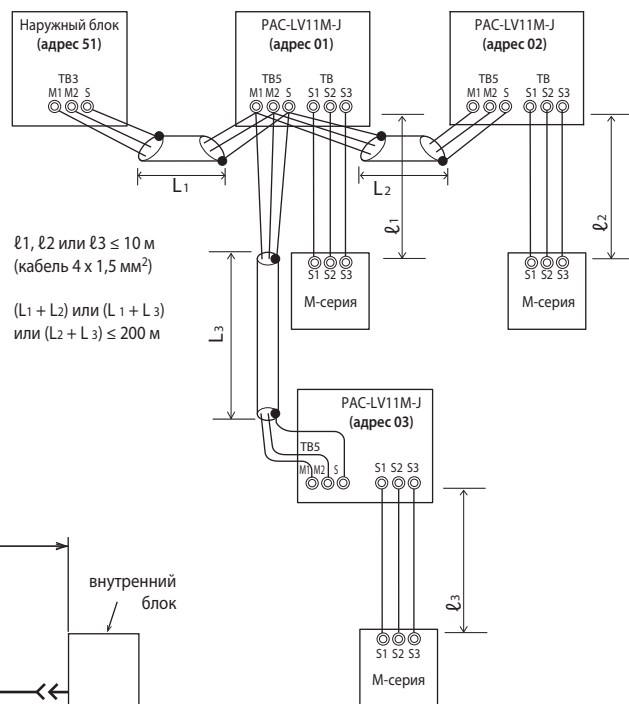 Наружный блок
(адрес 51)
TB3
M1 M2 S
PAC-LV11M-J
(адрес 01)
TB5 TB
M1 M2 S S1 S2 S3
PAC-LV11M-J
(адрес 02)
TB5 TB
M1 M2 S S1 S2 S3
L1
L2
ℓ1
ℓ2
S1 S2 S3
М-серия
S1 S2 S3
М-серия
ℓ1, ℓ2 или ℓ3 ≤ 10 м
(кабель 4 x 1,5 мм²)
(L1 + L2) или (L 1 + L 3)
или (L2 + L 3) ≤ 200 м
L3
PAC-LV11M-J
(адрес 03)
TB5
M1 M2 S S1 S2 S3
ℓ3
S1 S2 S3
М-серия
внутренний
блок